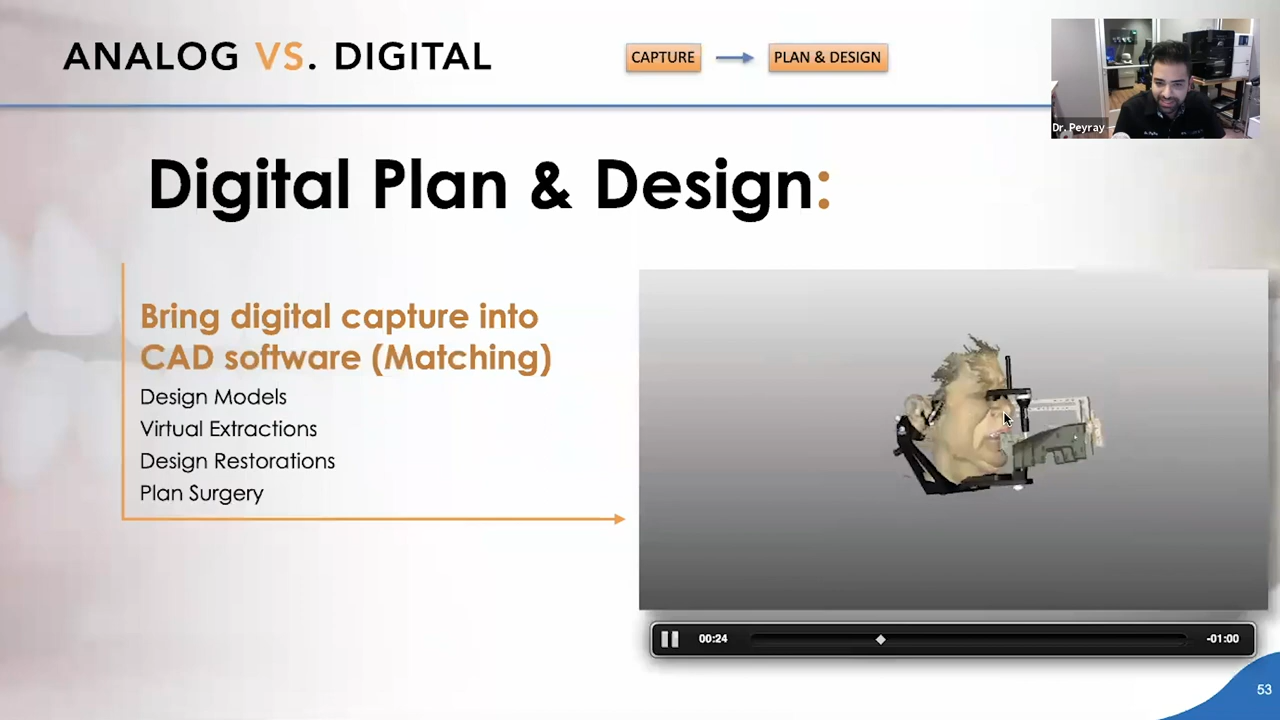 ANALOG VS. DIGITAL
CAPTURE
PLAN & DESIGN
Dr. Peyray
Digital Plan & Design:
Bring digital capture into
CAD software (Matching)
Design Models
Virtual Extractions
Design Restorations
Plan Surgery
00:24
-01:00
53